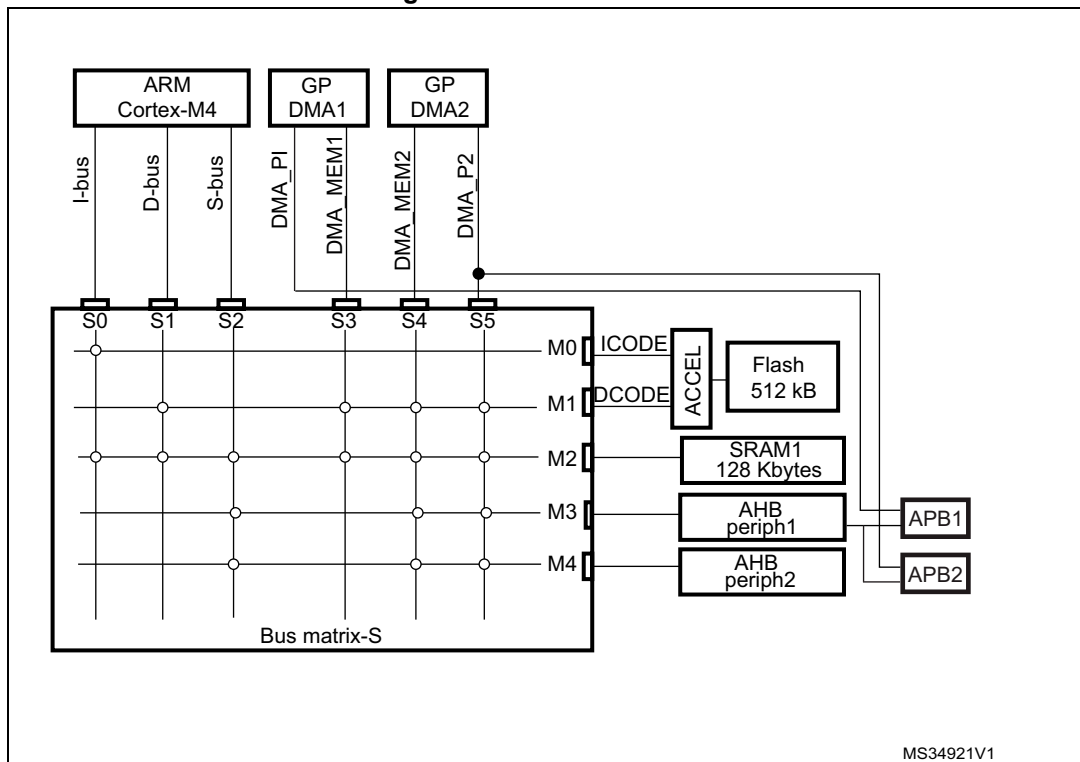 ARM
Cortex-M4
GP
DMA1
GP
DMA2
I-bus
D-bus
S-bus
DMA_PI
DMA_MEM1
DMA_MEM2
DMA_P2
S0
S1
S2
S3
S4
S5
M0
ICODE
M1
DCODE
ACCEL
Flash
512 kB
M2
SRAM1
128 Kbytes
M3
AHB
periph1
APB1
M4
AHB
periph2
APB2
Bus matrix-S
MS34921V1